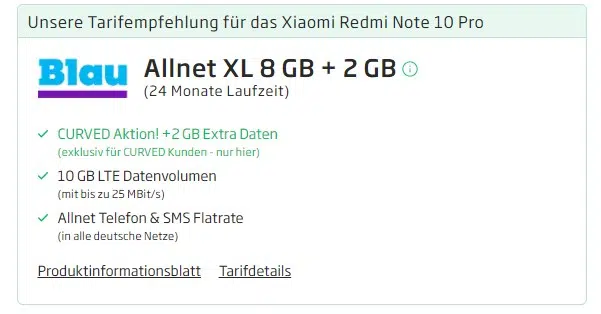 Unsere Tarifempfehlung für das Xiaomi Redmi Note 10 Pro
Blau
Allnet XL 8 GB + 2 GB
(24 Monate Laufzeit)
CURVED Aktion! +2 GB Extra Daten
(exklusiv für CURVED Kunden - nur hier)
10 GB LTE Datenvolumen
(mit bis zu 25 MBit/s)
Allnet Telefon & SMS Flatrate
(in alle deutsche Netze)
Produktinformationsblatt Tarifdetails